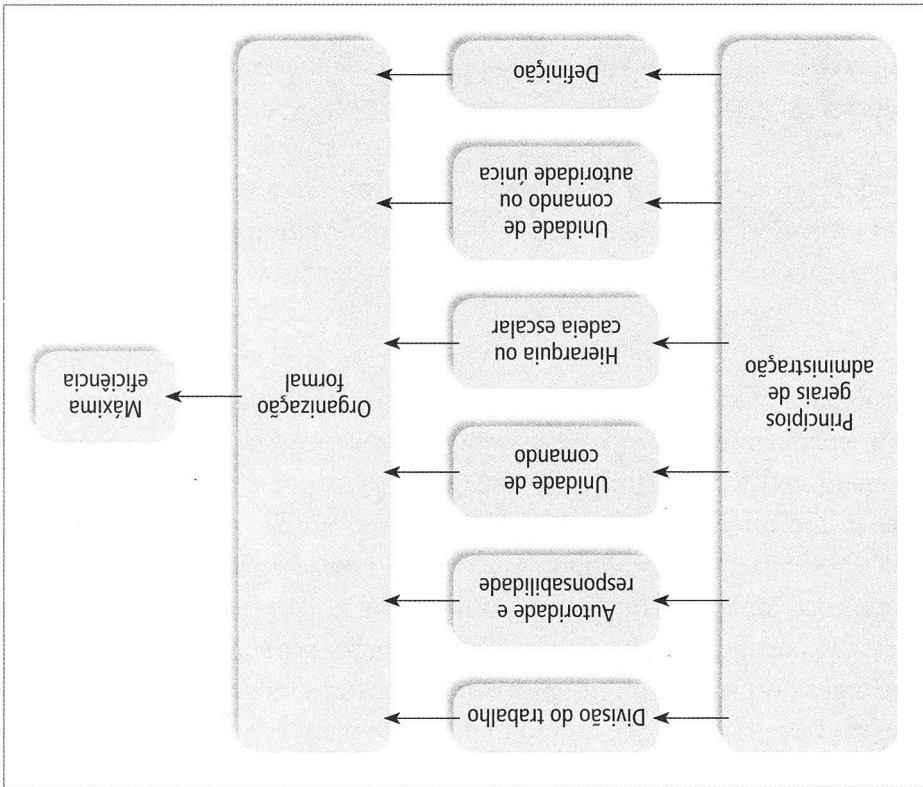 Princípios
gerais de
administração
Divisão do trabalho
Autoridade e
responsabilidade
Unidade de
comando
Hierarquia ou
cadeia escalar
Unidade de
comando ou
autoridade única
Definição
Organização
formal
Máxima
eficiência